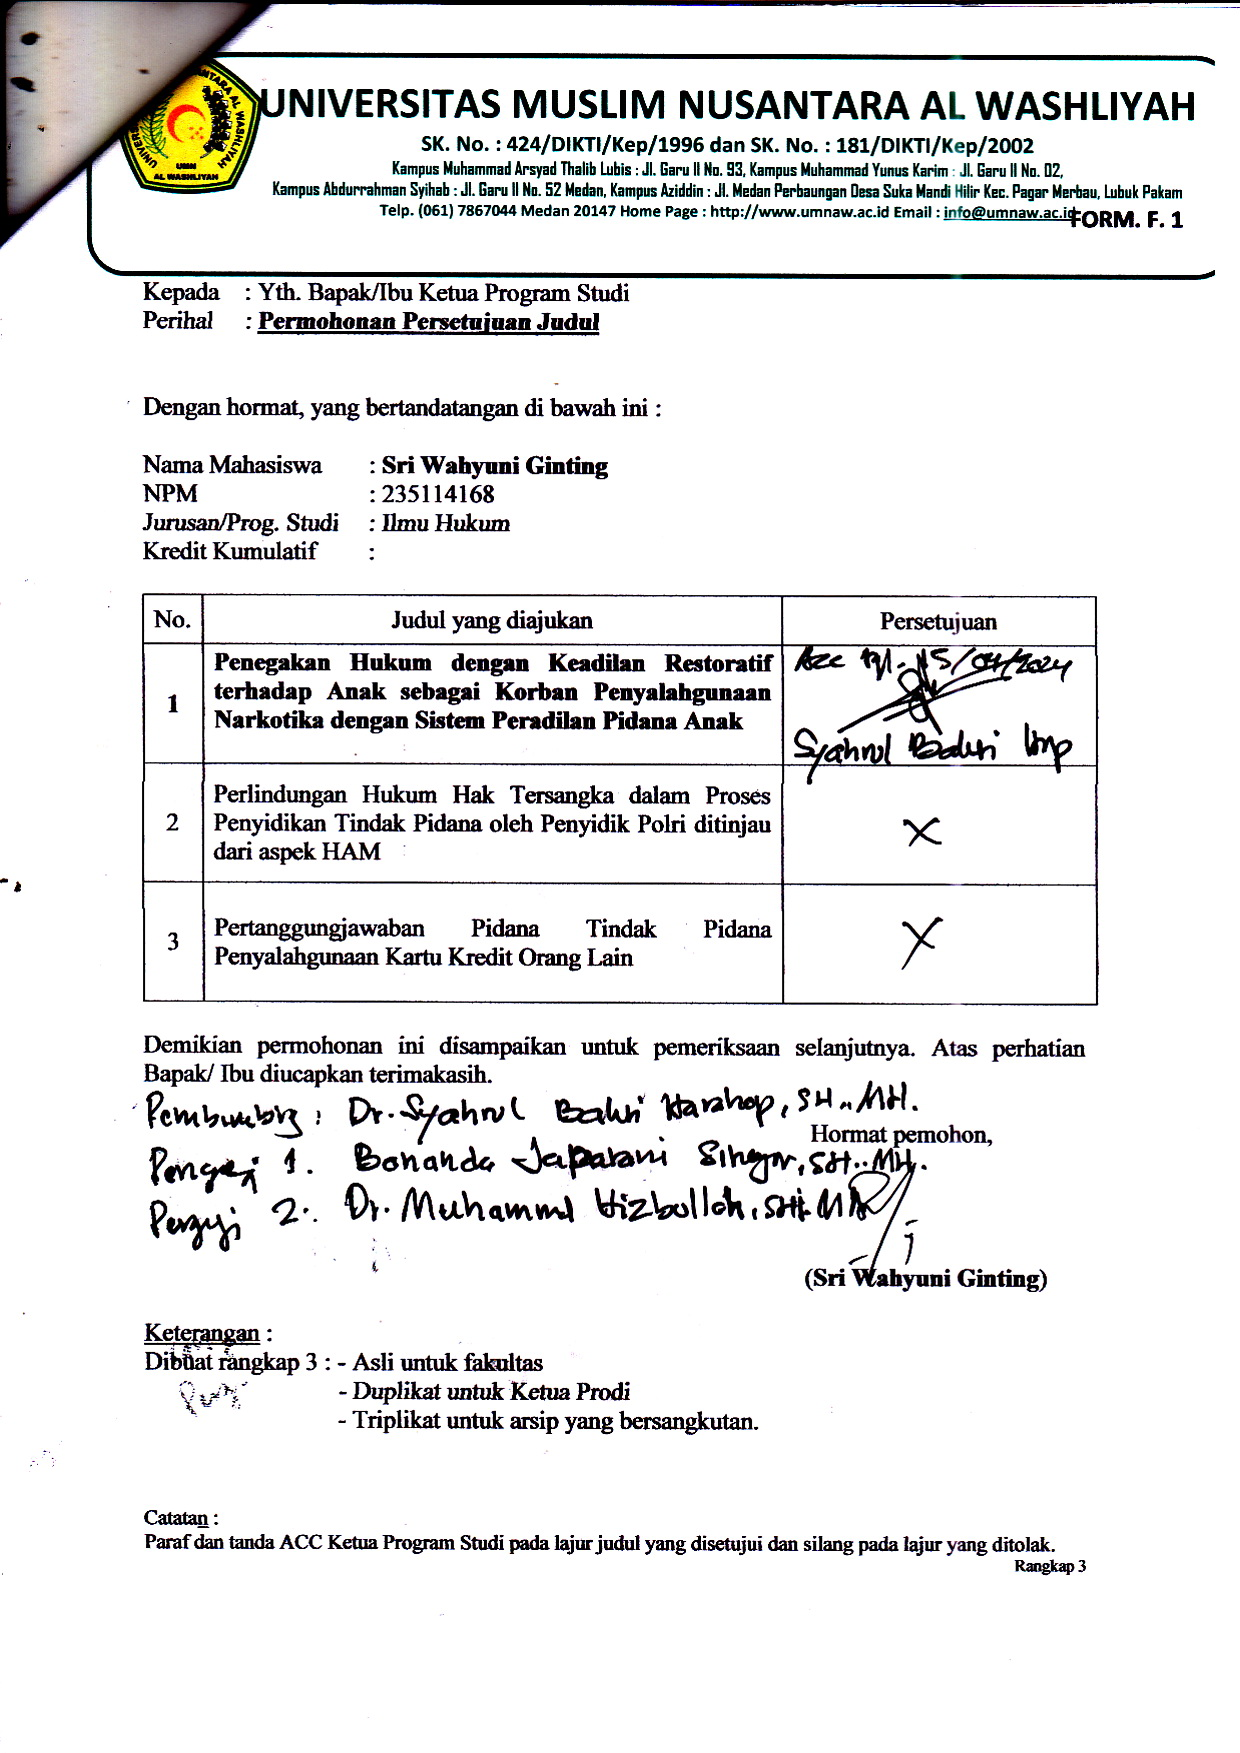 UNIVERSITAS MUSLIM NUSANTARA AL WASHLIYAH
SK. No. : 424/DIKTI/Kep/1996 dan SK. No. : 181/DIKTI/Kep/2002
Kampus Muhammad Arsyad Thalib Lubis : Jl. Garu II No. 93, Kampus Muhammad Yunus Karim : Jl. Garu II No. 02,
Kampus Abdurrahman Syihab : Jl. Garu II No. 52 Medan, Kampus Aziddin : Jl. Medan Perbaungan Desa Suka Mandi Hilir Kec. Pagar Merbau, Lubuk Pakam
Telp. (061) 7867044 Medan 20147 Home Page : http://www.umnaw.ac.id Email : info@umnaw.ac.id
FORM. F. 1
UMN
AL WASHLIYAH
Kepada : Yth. Bapak/Ibu Ketua Program Studi
Perihal : Permohonan Persetujuan Judul
Dengan hormat, yang bertandatangan di bawah ini :
Nama Mahasiswa : Sri Wahyuni Ginting
NPM : 235114168
Jurusan/Prog. Studi : Ilmu Hukum
Kredit Kumulatif :
No. Judul yang diajukan Persetujuan
1 Penegakan Hukum dengan Keadilan Restoratif
terhadap Anak sebagai Korban Penyalahgunaan
Narkotika dengan Sistem Peradilan Pidana Anak
Acc 15/04/2024
Syahrul Bakri
2 Perlindungan Hukum Hak Tersangka dalam Proses
Penyidikan Tindak Pidana oleh Penyidik Polri ditinjau
dari aspek HAM
3 Pertanggungjawaban Pidana Tindak Pidana
Penyalahgunaan Kartu Kredit Orang Lain
Demikian permohonan ini disampaikan untuk pemeriksaan selanjutnya. Atas perhatian
Bapak/ Ibu diucapkan terimakasih.
Pembimbing : Dr. Syahrul Bakri Harahap, SH., MH.
Hormat pemohon,
Penguji 1. Bonanda Japatani Siregar, SH., MH.
Penguji 2. Dr. Muhammad Hizbullah, SHI. MA
(Sri Wahyuni Ginting)
Keterangan :
Dibuat rangkap 3 : - Asli untuk fakultas
- Duplikat untuk Ketua Prodi
- Triplikat untuk arsip yang bersangkutan.
Catatan :
Paraf dan tanda ACC Ketua Program Studi pada lajur judul yang disetujui dan silang pada lajur yang ditolak.
Rangkap 3